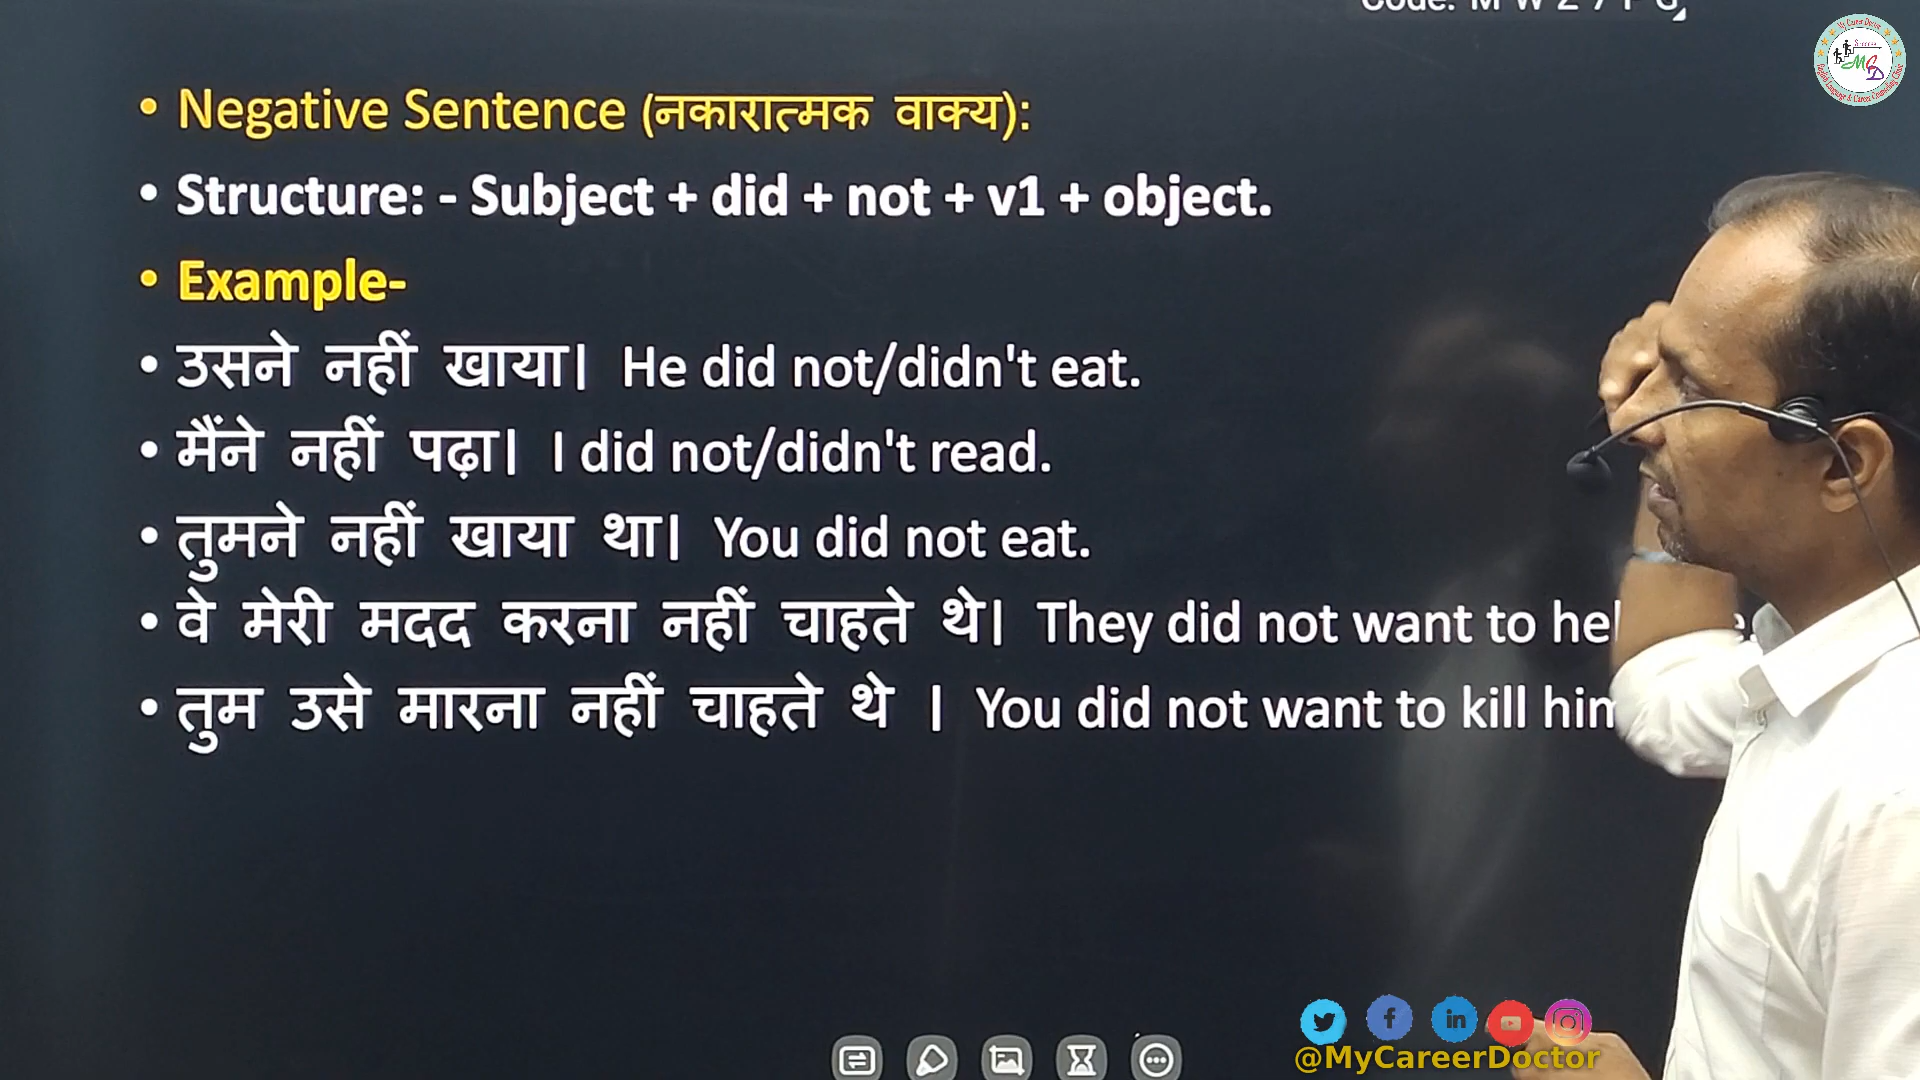 Negative Sentence (नकारात्मक वाक्य):
Structure: - Subject + did + not + v1 + object.
Example-
उसने नहीं खाया| He did not/didn't eat.
मैंने नहीं पढ़ा| I did not/didn't read.
तुमने नहीं खाया था| You did not eat.
वे मेरी मदद करना नहीं चाहते थे| They did not want to
तुम उसे मारना नहीं चाहते थे | You did not want to kill
@MyCareerDoctor